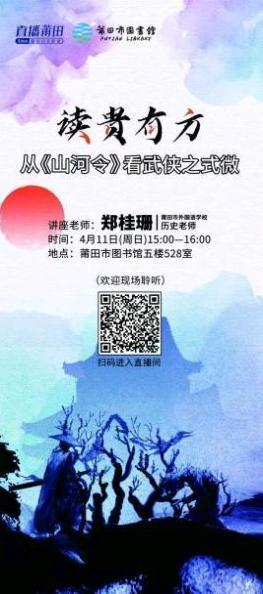 直播莆田
莆田市图书馆
PUTIAN LIBRARY
读贵有方
从《山河令》看武侠之式微
讲座老师：郑桂珊
莆田市外国语学校
历史老师
时间：4月11日(周日)15:00—16:00
地点：莆田市图书馆五楼528室
（欢迎现场聆听）
扫码进入直播间